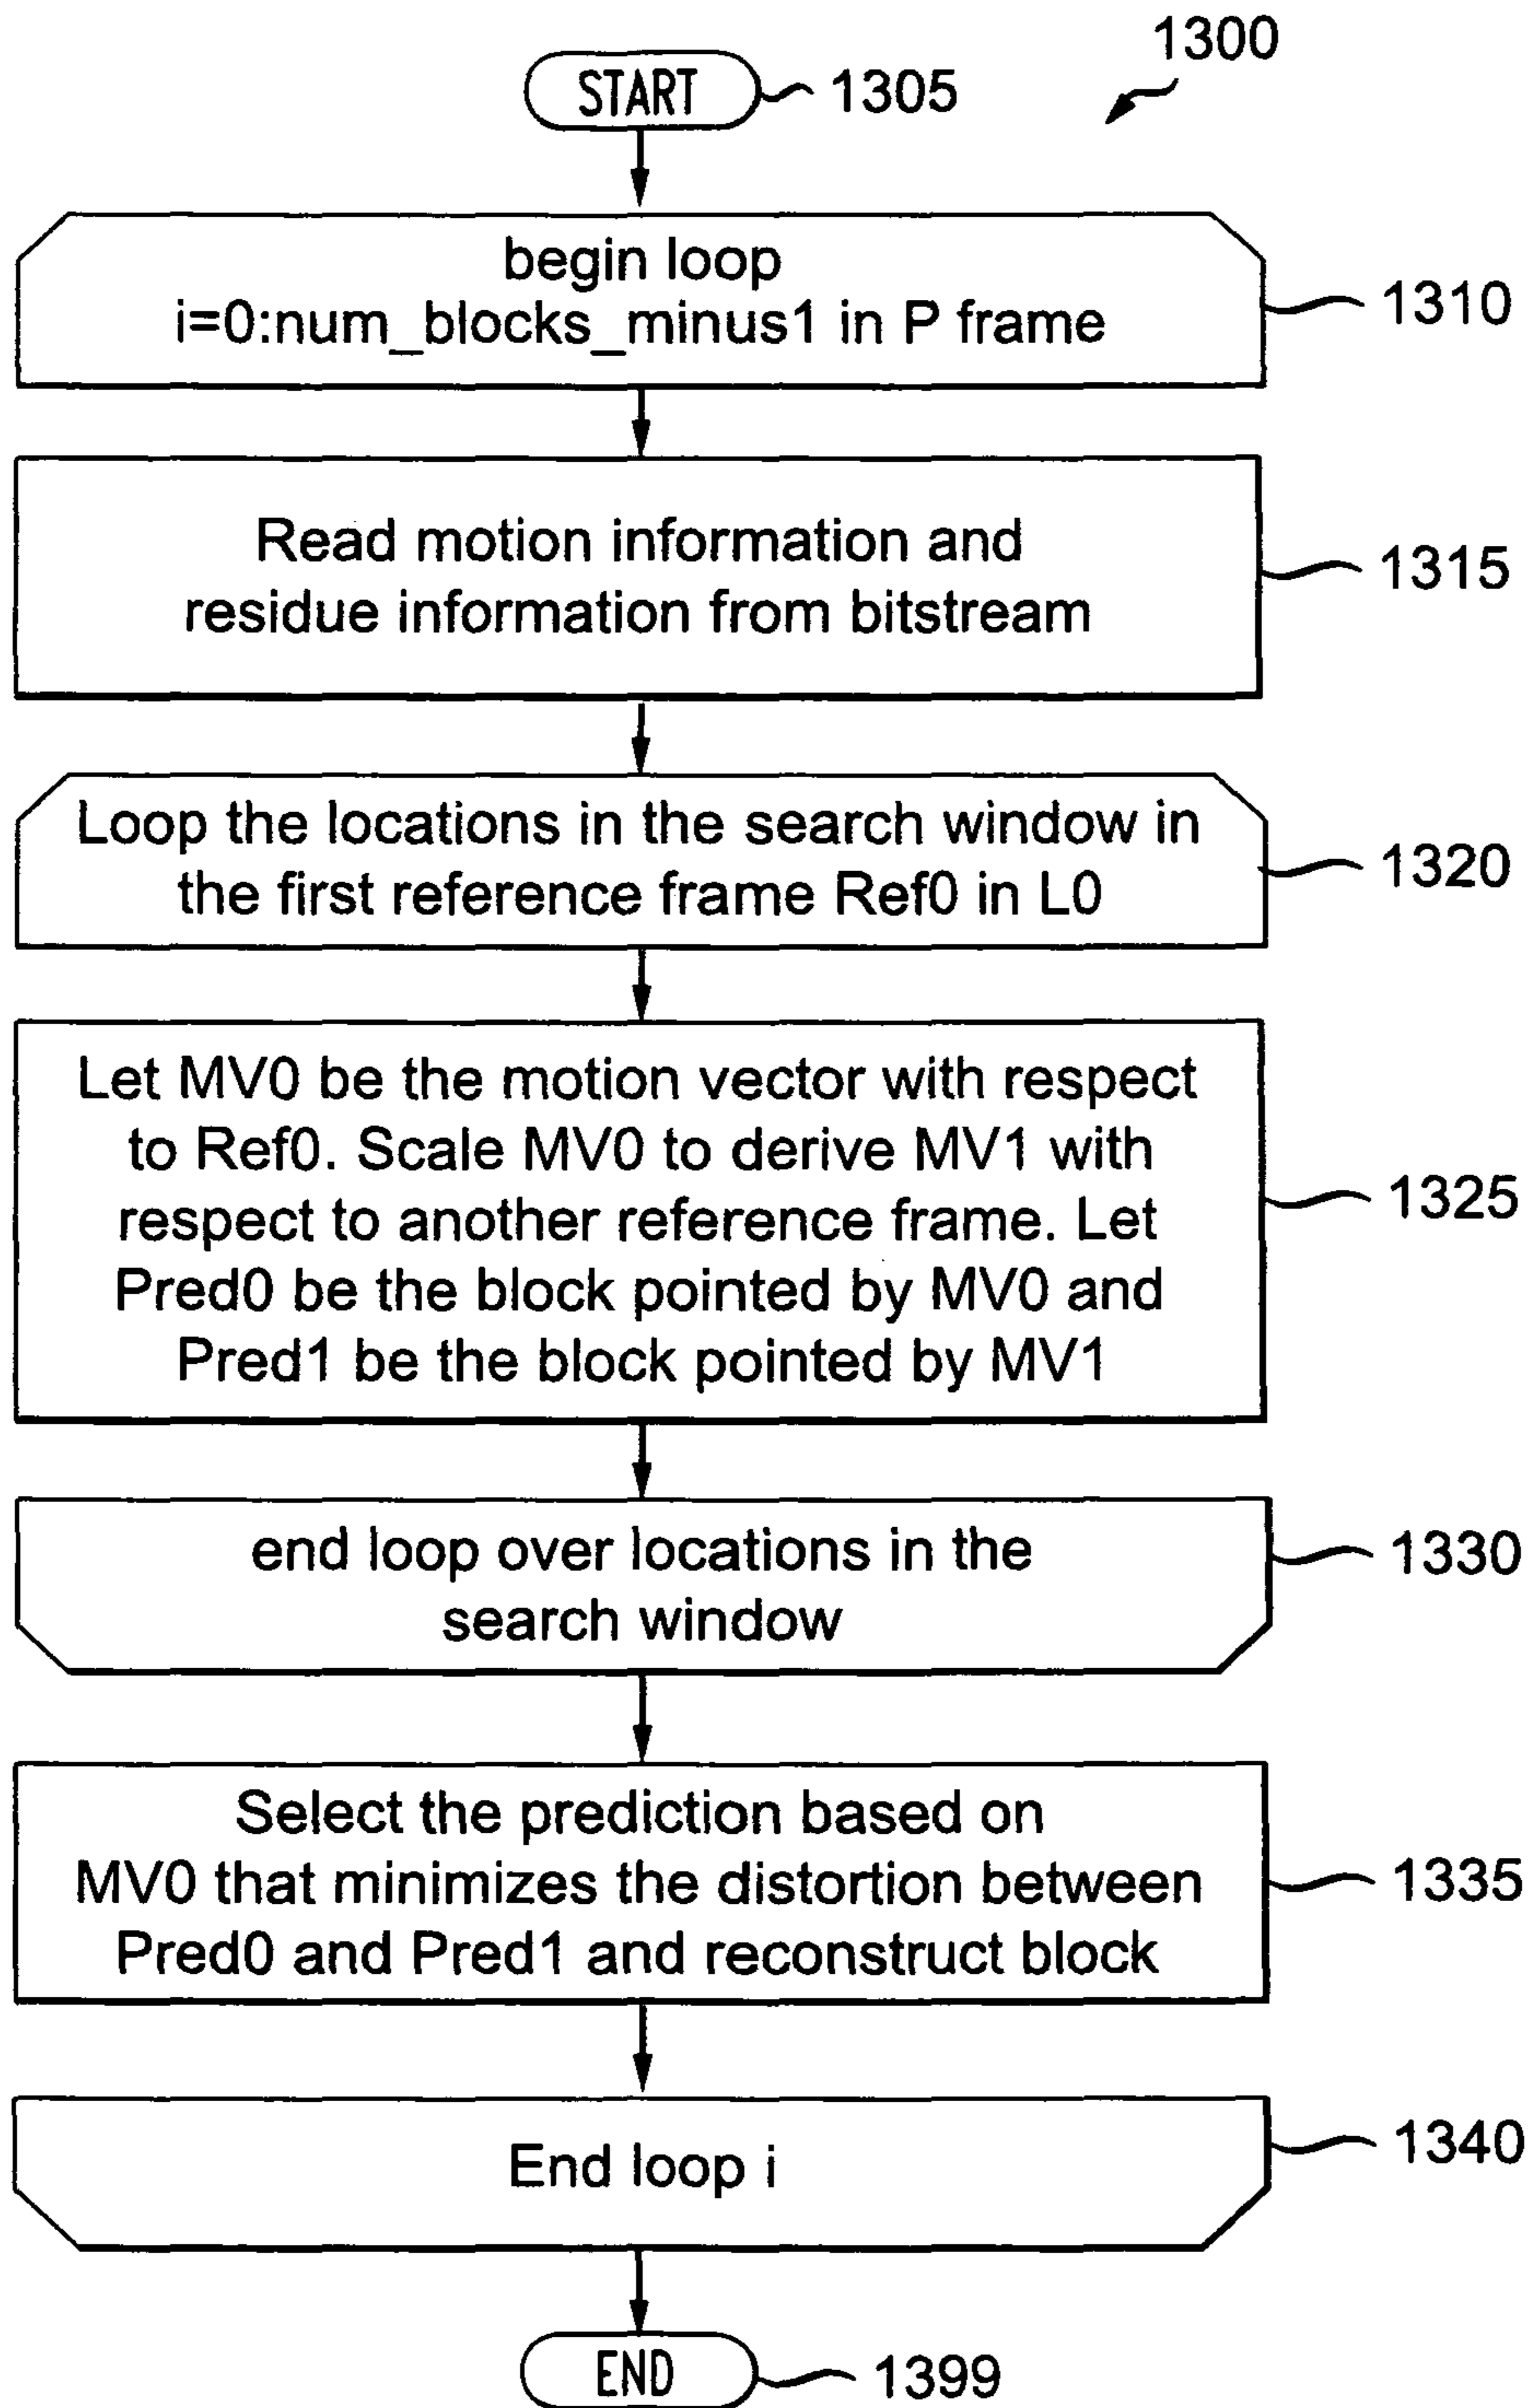 1300
START
1305
begin loop
i=0:num_blocks_minus1 in P frame
1310
Read motion information and
residue information from bitstream
1315
Loop the locations in the search window in
the first reference frame Ref0 in L0
1320
Let MV0 be the motion vector with respect
to Ref0. Scale MV0 to derive MV1 with
respect to another reference frame. Let
Pred0 be the block pointed by MV0 and
Pred1 be the block pointed by MV1
1325
end loop over locations in the
search window
1330
Select the prediction based on
MV0 that minimizes the distortion between
Pred0 and Pred1 and reconstruct block
1335
End loop i
1340
END
1399